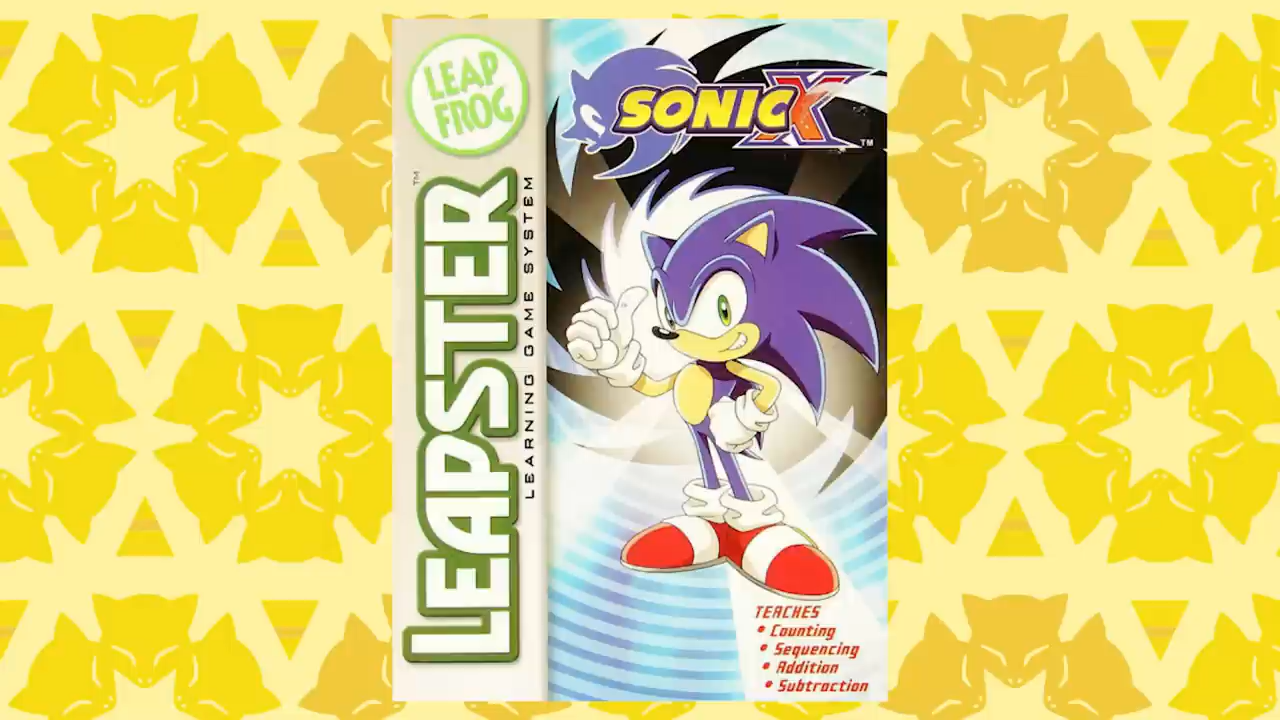 LEAP
FROG
LEAPSTER™
LEARNING GAME SYSTEM
SONIC X™
TEACHES
• Counting
• Sequencing
• Addition
• Subtraction